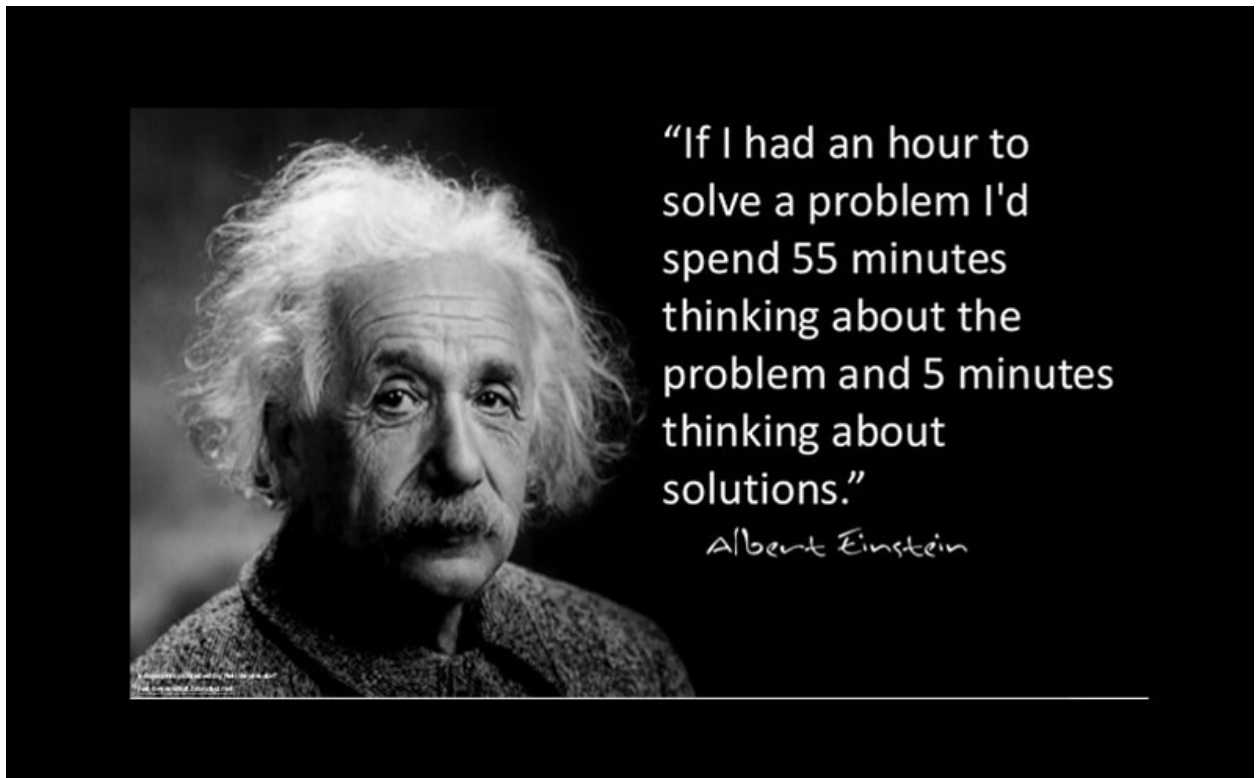 “If I had an hour to
solve a problem I'd
spend 55 minutes
thinking about the
problem and 5 minutes
thinking about
solutions.”
Albert Einstein